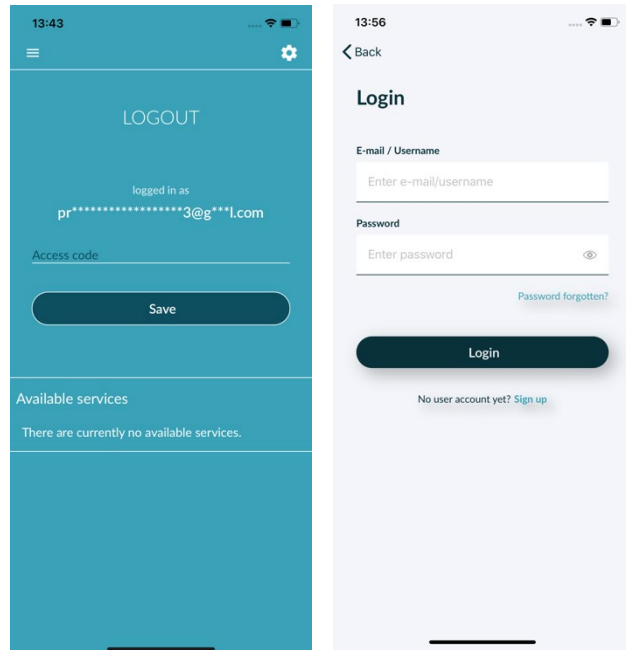 13:43
LOGOUT
logged in as
pr******************3@g***l.com
Access code
Save
Available services
There are currently no available services.
13:56
Back
Login
E-mail / Username
Enter e-mail/username
Password
Enter password
Password forgotten?
Login
No user account yet? Sign up